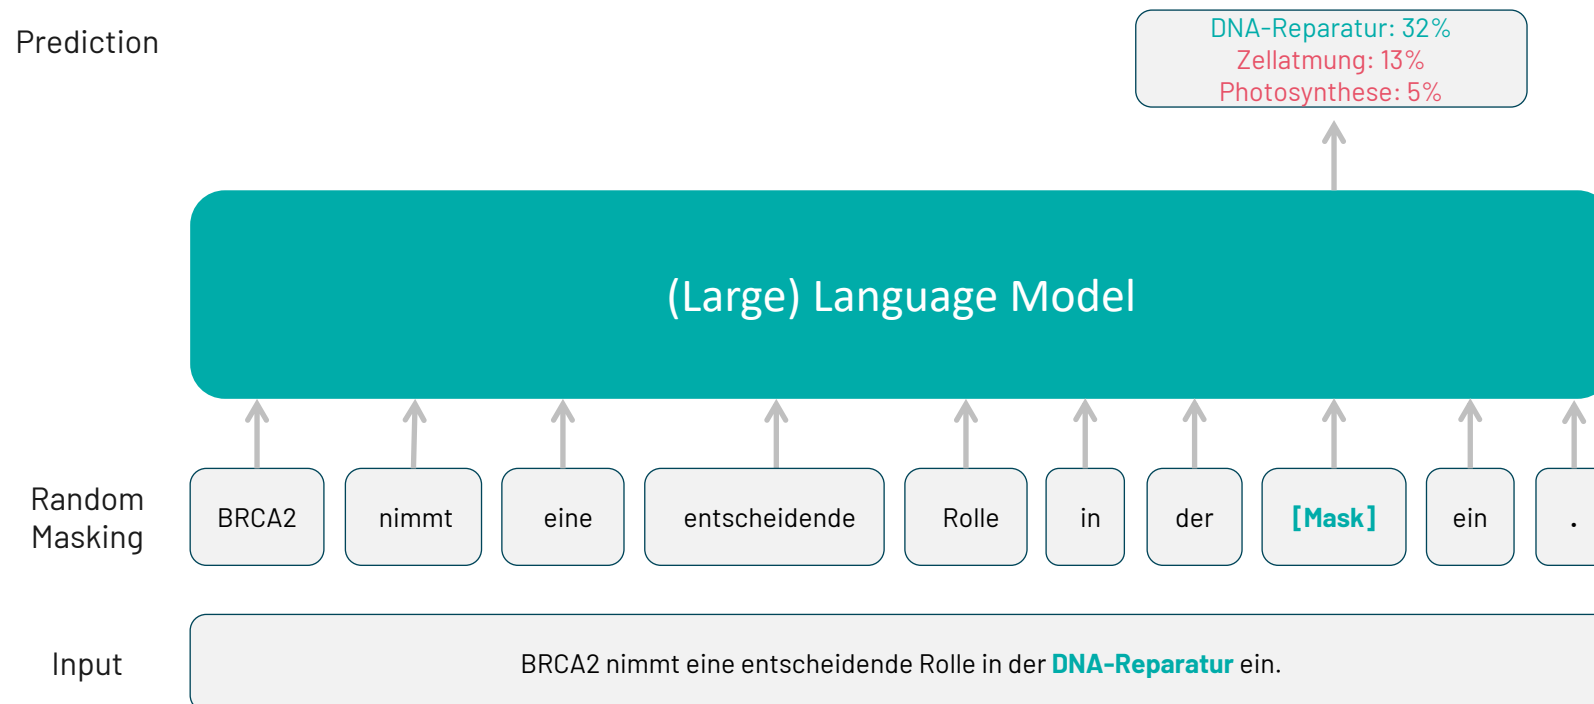 Prediction
DNA-Reparatur: 32%
Zellatmung: 13%
Photosynthese: 5%
(Large) Language Model
Random
Masking
BRCA2 nimmt eine entscheidende Rolle in der [Mask] ein .
Input
BRCA2 nimmt eine entscheidende Rolle in der DNA-Reparatur ein.